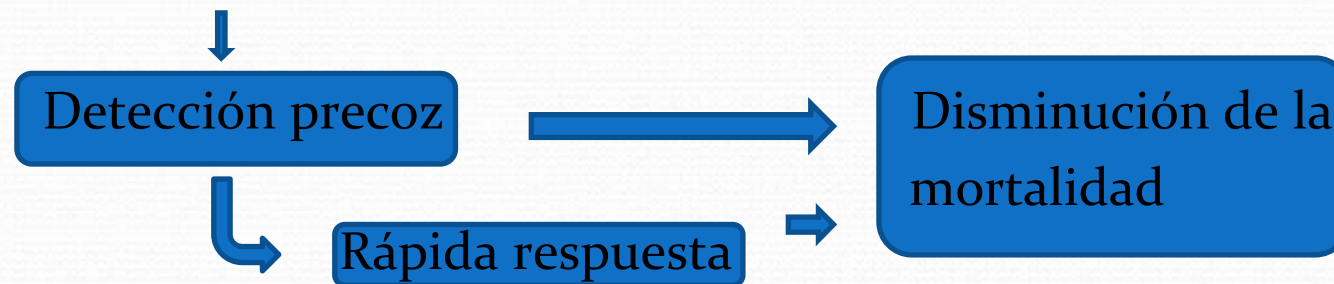 Detección precoz
Disminución de la
mortalidad
Rápida respuesta